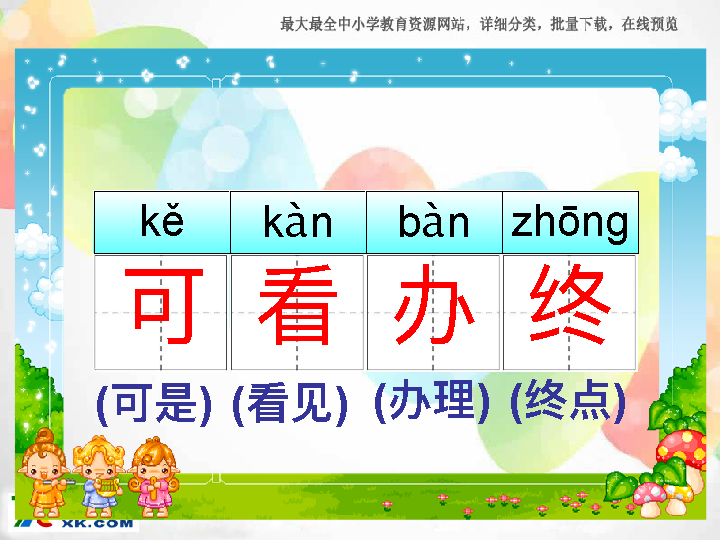 最大最全中小学教育资源网站，详细分类，批量下载，在线预览
kě kàn bàn zhōng
可 看 办 终
(可是) (看见) (办理) (终点)
XK.COM